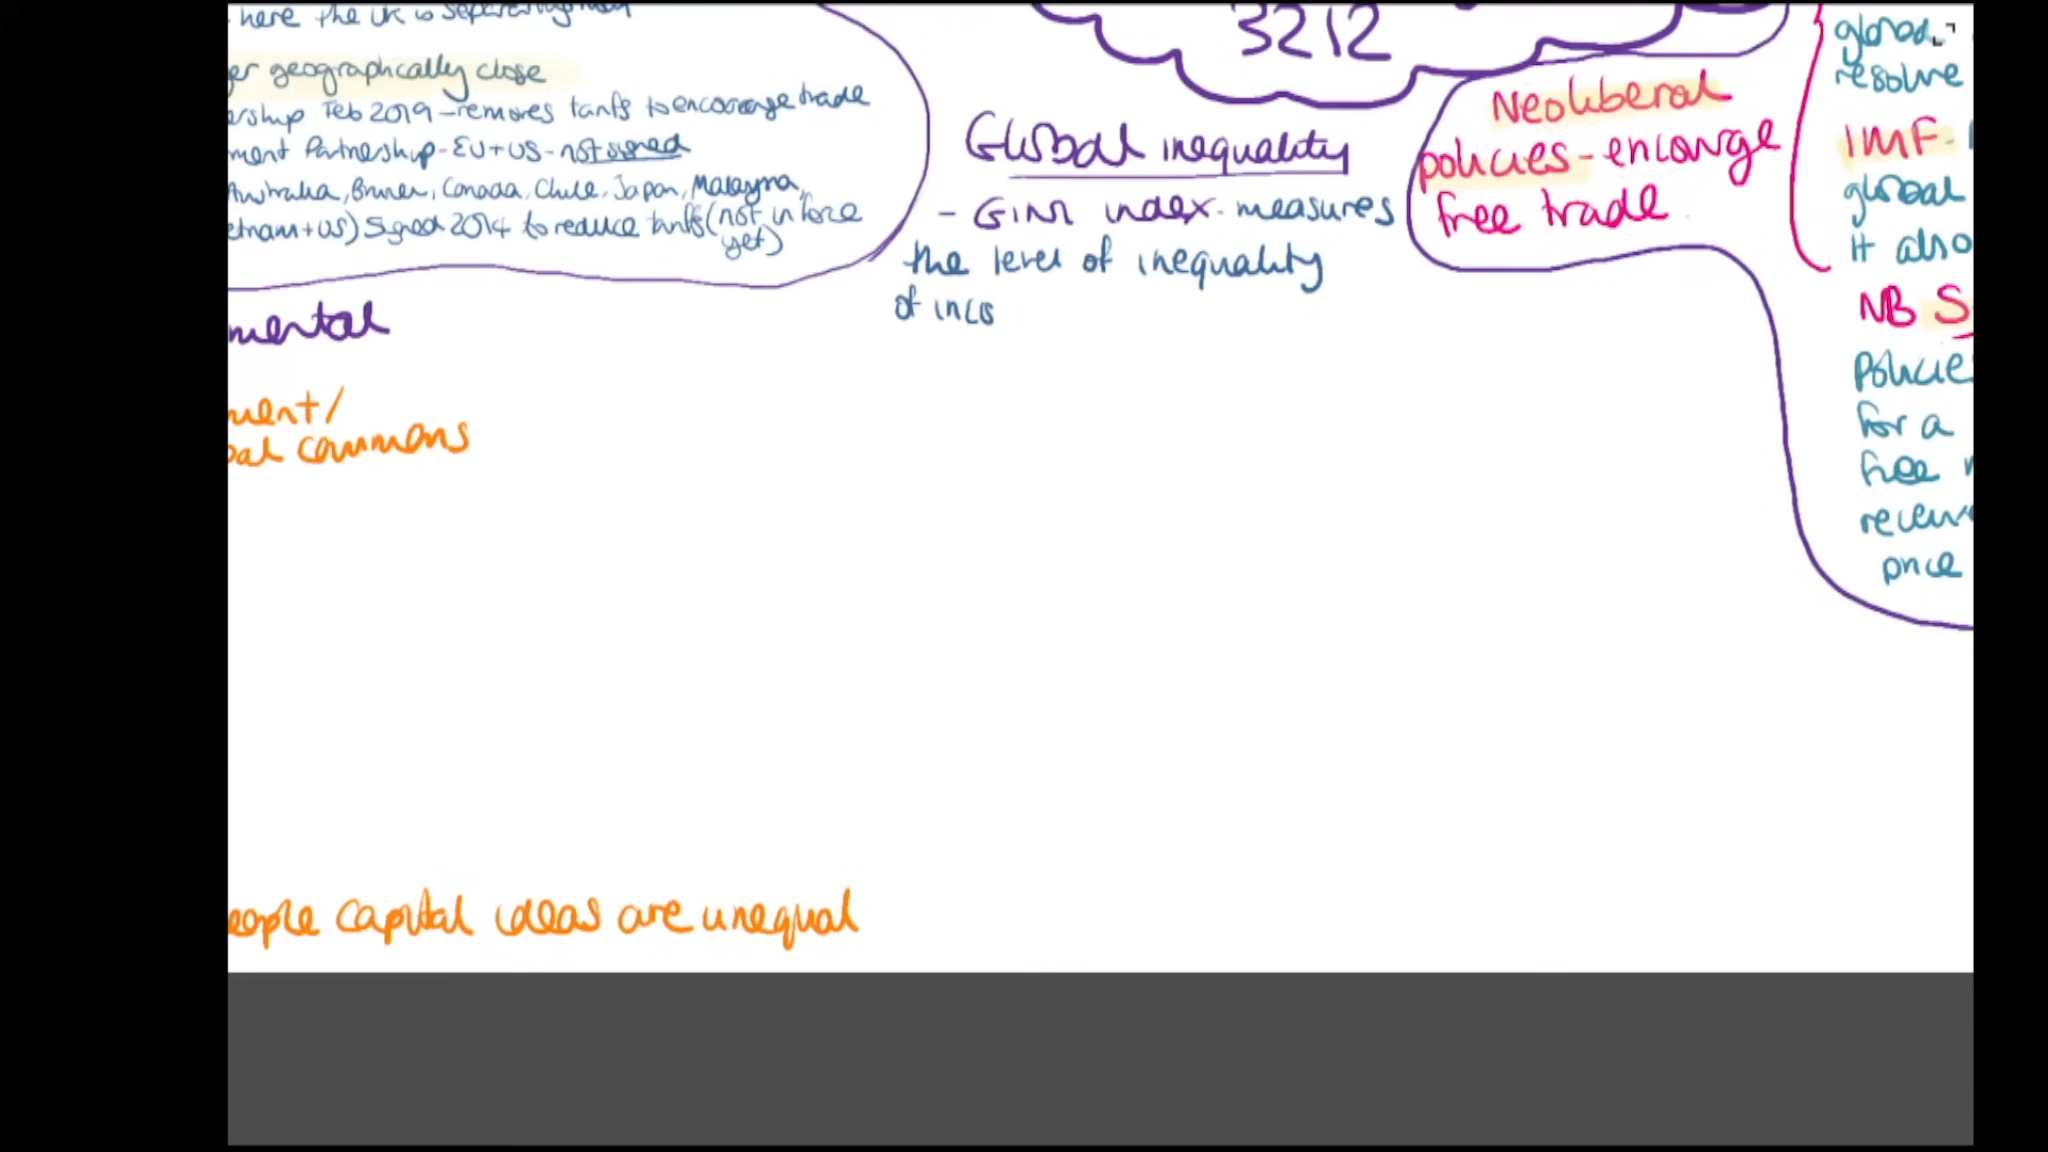 here the UK is
er geographically close
ership Feb 2019 - removes tariffs to encourage trade
ment Partnership - EU + US - not signed
Australia, Brunei, Canada, Chile, Japan, Malaysia,
etnam + US) Signed 2014 to reduce tariffs (not in force
yet)
mental
ment/
bal commons
eople capital ideas are unequal
3212
Global inequality
- GINI index - measures
the level of inequality
of inco
Neoliberal
policies - encourage
free trade
global
resolve
IMF -
global
It also
NB S
Policie
for a
free
receiv
price